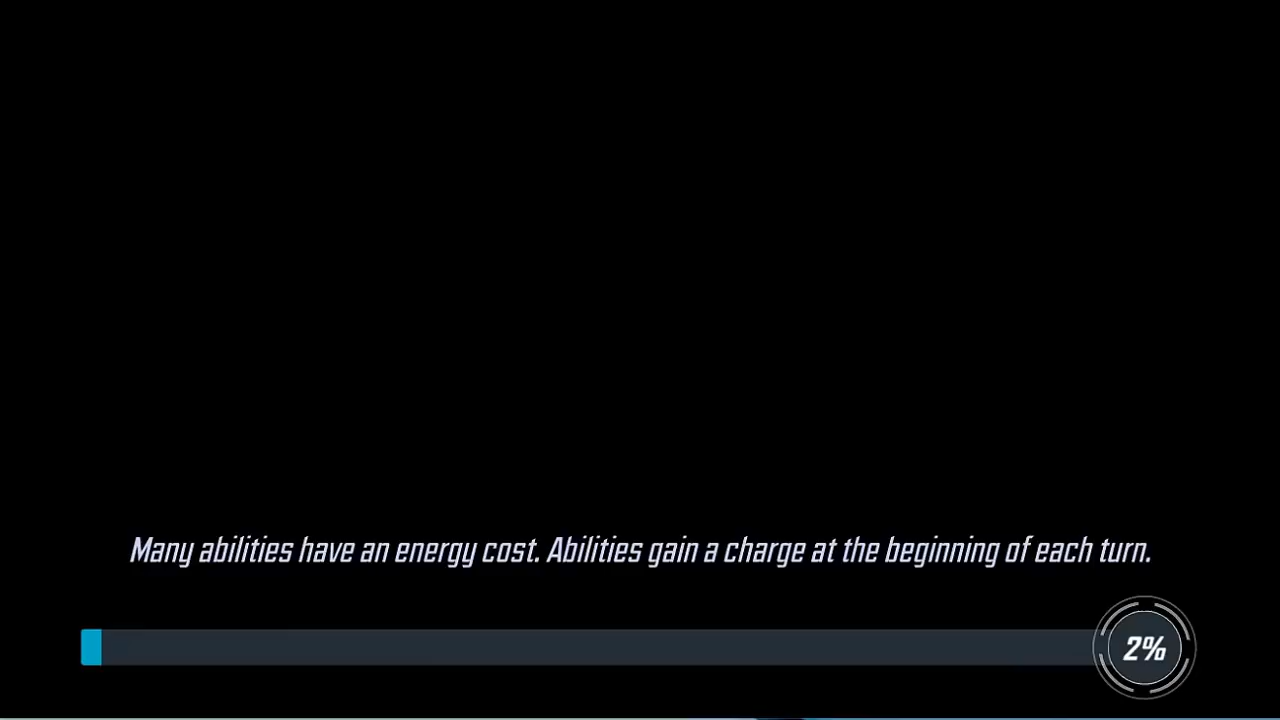 Many abilities have an energy cost. Abilities gain a charge at the beginning of each turn.
2%